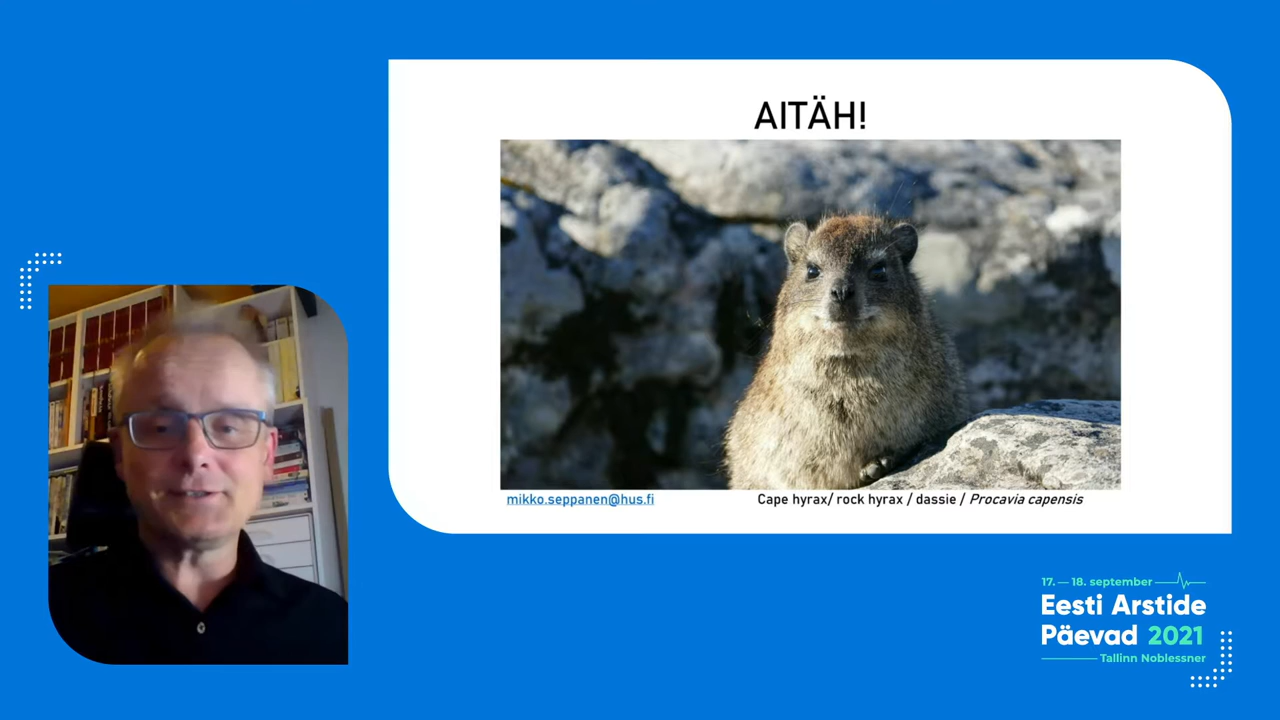 AITÄH!
mikko.seppanen@hus.fi
Cape hyrax/ rock hyrax / dassie / Procavia capensis
17. — 18. september
Eesti Arstide
Päevad 2021
Tallinn Noblessner